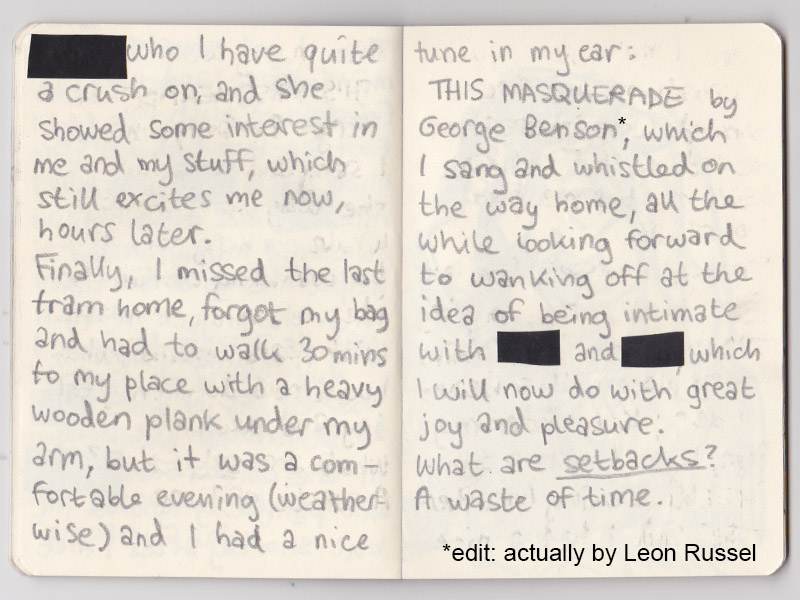 who I have quite
a crush on, and she
showed some interest in
me and my stuff, which
still excites me now,
hours later.
Finally, I missed the last
tram home, forgot my bag
and had to walk 30 mins
to my place with a heavy
wooden plank under my
arm, but it was a com-
fortable evening (weather-
wise) and I had a nice
tune in my ear:
THIS MASQUERADE by
George Benson*, which
I sang and whistled on
the way home, all the
while looking forward
to wanking off at the
idea of being intimate
with and , which
I will now do with great
joy and pleasure.
What are setbacks?
A waste of time.
*edit: actually by Leon Russel